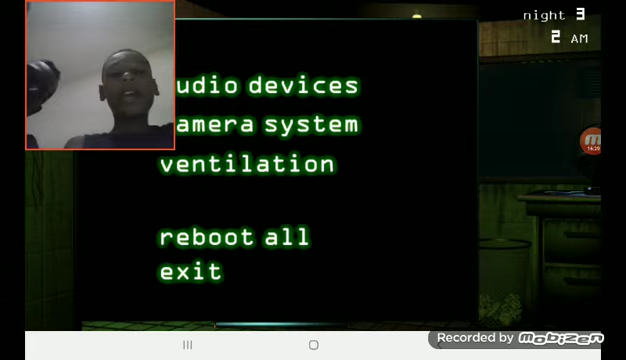 night 3
2 AM
udio devices
amera system
ventilation
reboot all
exit
Recorded by mobizen